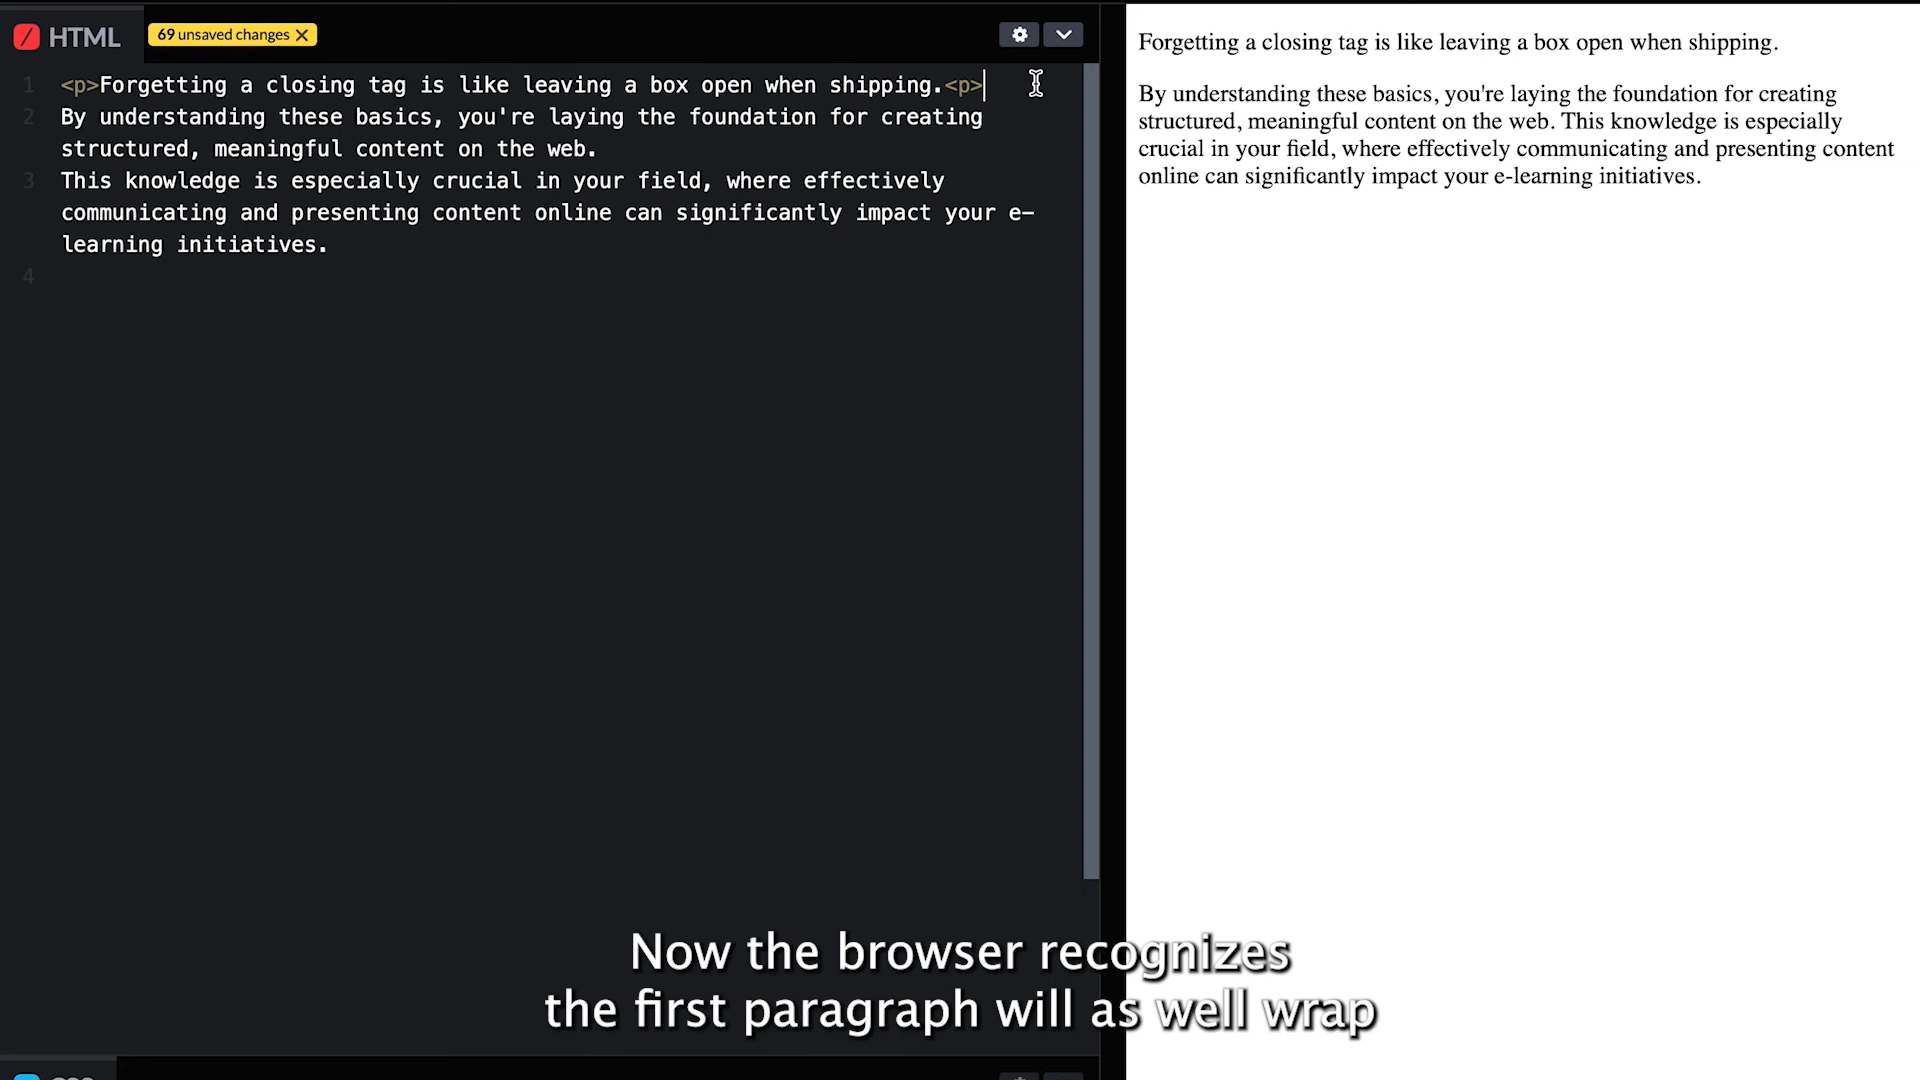 HTML
69 unsaved changes
1 <p>Forgetting a closing tag is like leaving a box open when shipping.<p>
2 By understanding these basics, you're laying the foundation for creating
structured, meaningful content on the web.
3 This knowledge is especially crucial in your field, where effectively
communicating and presenting content online can significantly impact your e-
learning initiatives.
4
Forgetting a closing tag is like leaving a box open when shipping.
By understanding these basics, you're laying the foundation for creating
structured, meaningful content on the web. This knowledge is especially
crucial in your field, where effectively communicating and presenting content
online can significantly impact your e-learning initiatives.
Now the browser recognizes
the first paragraph will as well wrap